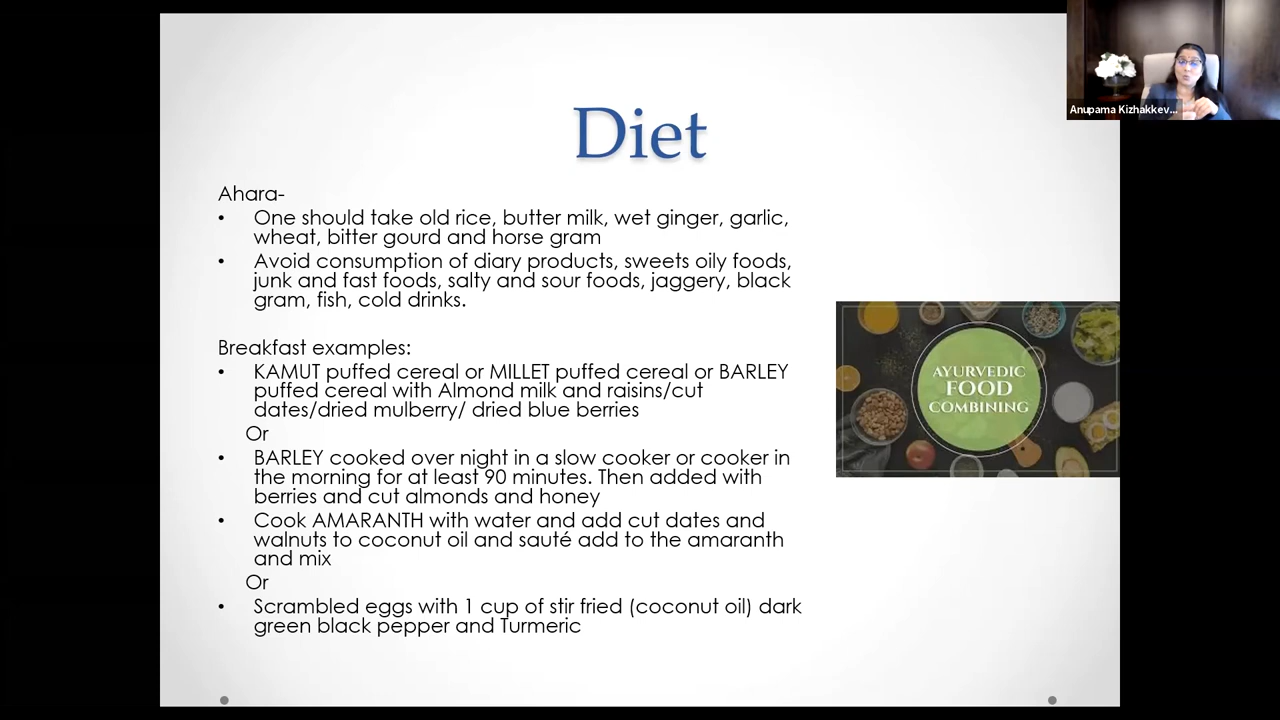 Anupama Kizhakkev...
Diet
Ahara-
• One should take old rice, butter milk, wet ginger, garlic,
wheat, bitter gourd and horse gram
• Avoid consumption of diary products, sweets oily foods,
junk and fast foods, salty and sour foods, jaggery, black
gram, fish, cold drinks.
Breakfast examples:
• KAMUT puffed cereal or MILLET puffed cereal or BARLEY
puffed cereal with Almond milk and raisins/cut
dates/dried mulberry/ dried blue berries
Or
• BARLEY cooked over night in a slow cooker or cooker in
the morning for at least 90 minutes. Then added with
berries and cut almonds and honey
• Cook AMARANTH with water and add cut dates and
walnuts to coconut oil and sauté add to the amaranth
and mix
Or
• Scrambled eggs with 1 cup of stir fried (coconut oil) dark
green black pepper and Turmeric
AYURVEDIC
FOOD
COMBINING